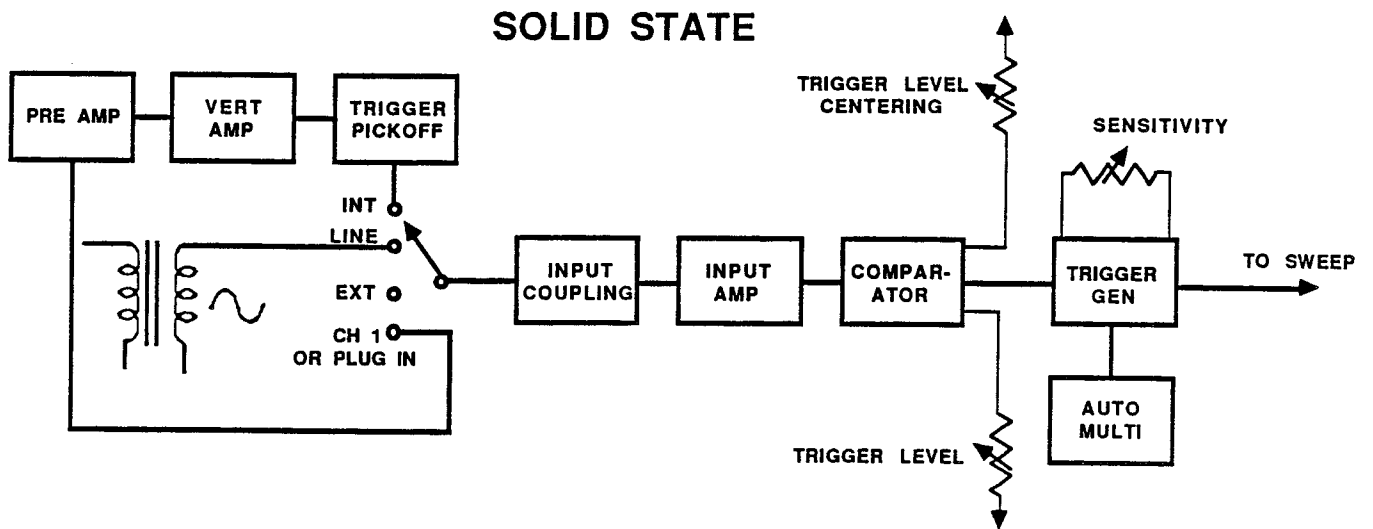 SOLID STATE
PRE AMP
VERT
AMP
TRIGGER
PICKOFF
TRIGGER LEVEL
CENTERING
SENSITIVITY
INT
LINE
EXT
CH 1
OR PLUG IN
INPUT
COUPLING
INPUT
AMP
COMPAR-
ATOR
TRIGGER
GEN
TO SWEEP
AUTO
MULTI
TRIGGER LEVEL